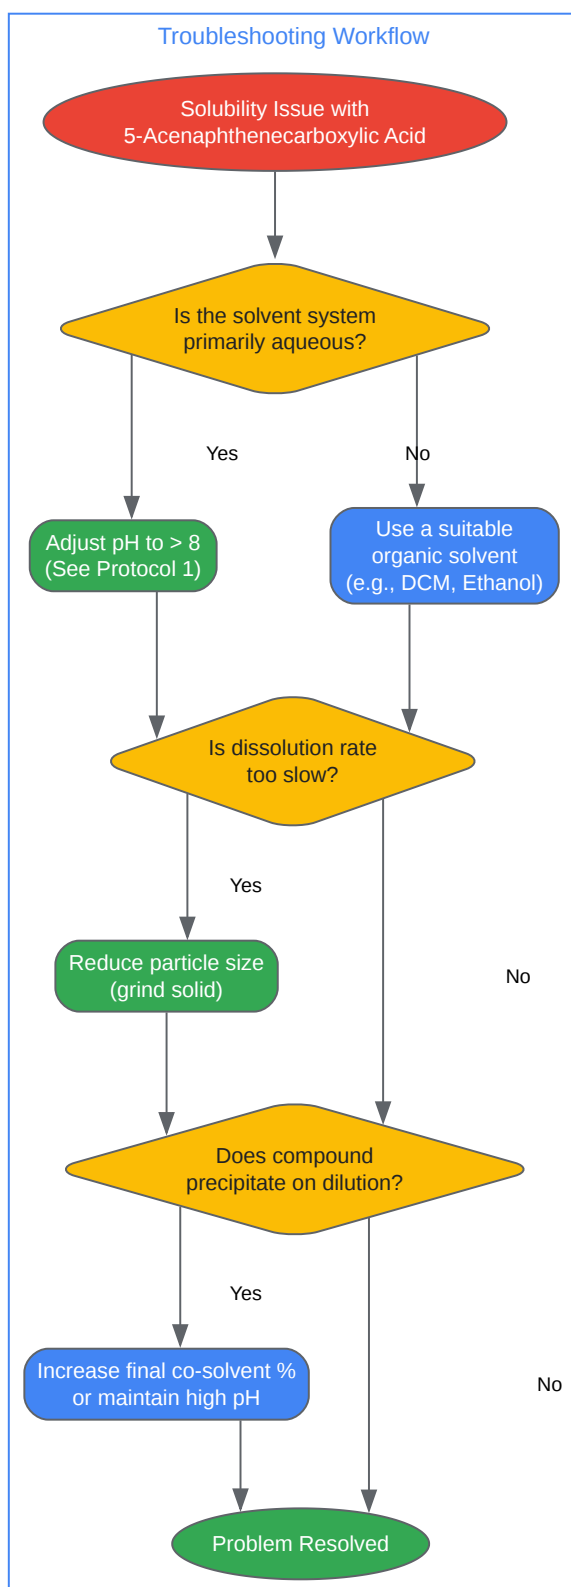 Troubleshooting Workflow
Solubility Issue with
5-Acenaphthenecarboxylic Acid
Is the solvent system
primarily aqueous?
Yes
No
Adjust pH to > 8
(See Protocol 1)
Use a suitable
organic solvent
(e.g., DCM, Ethanol)
Is dissolution rate
too slow?
Yes
Reduce particle size
(grind solid)
No
Does compound
precipitate on dilution?
Yes
Increase final co-solvent %
or maintain high pH
No
Problem Resolved